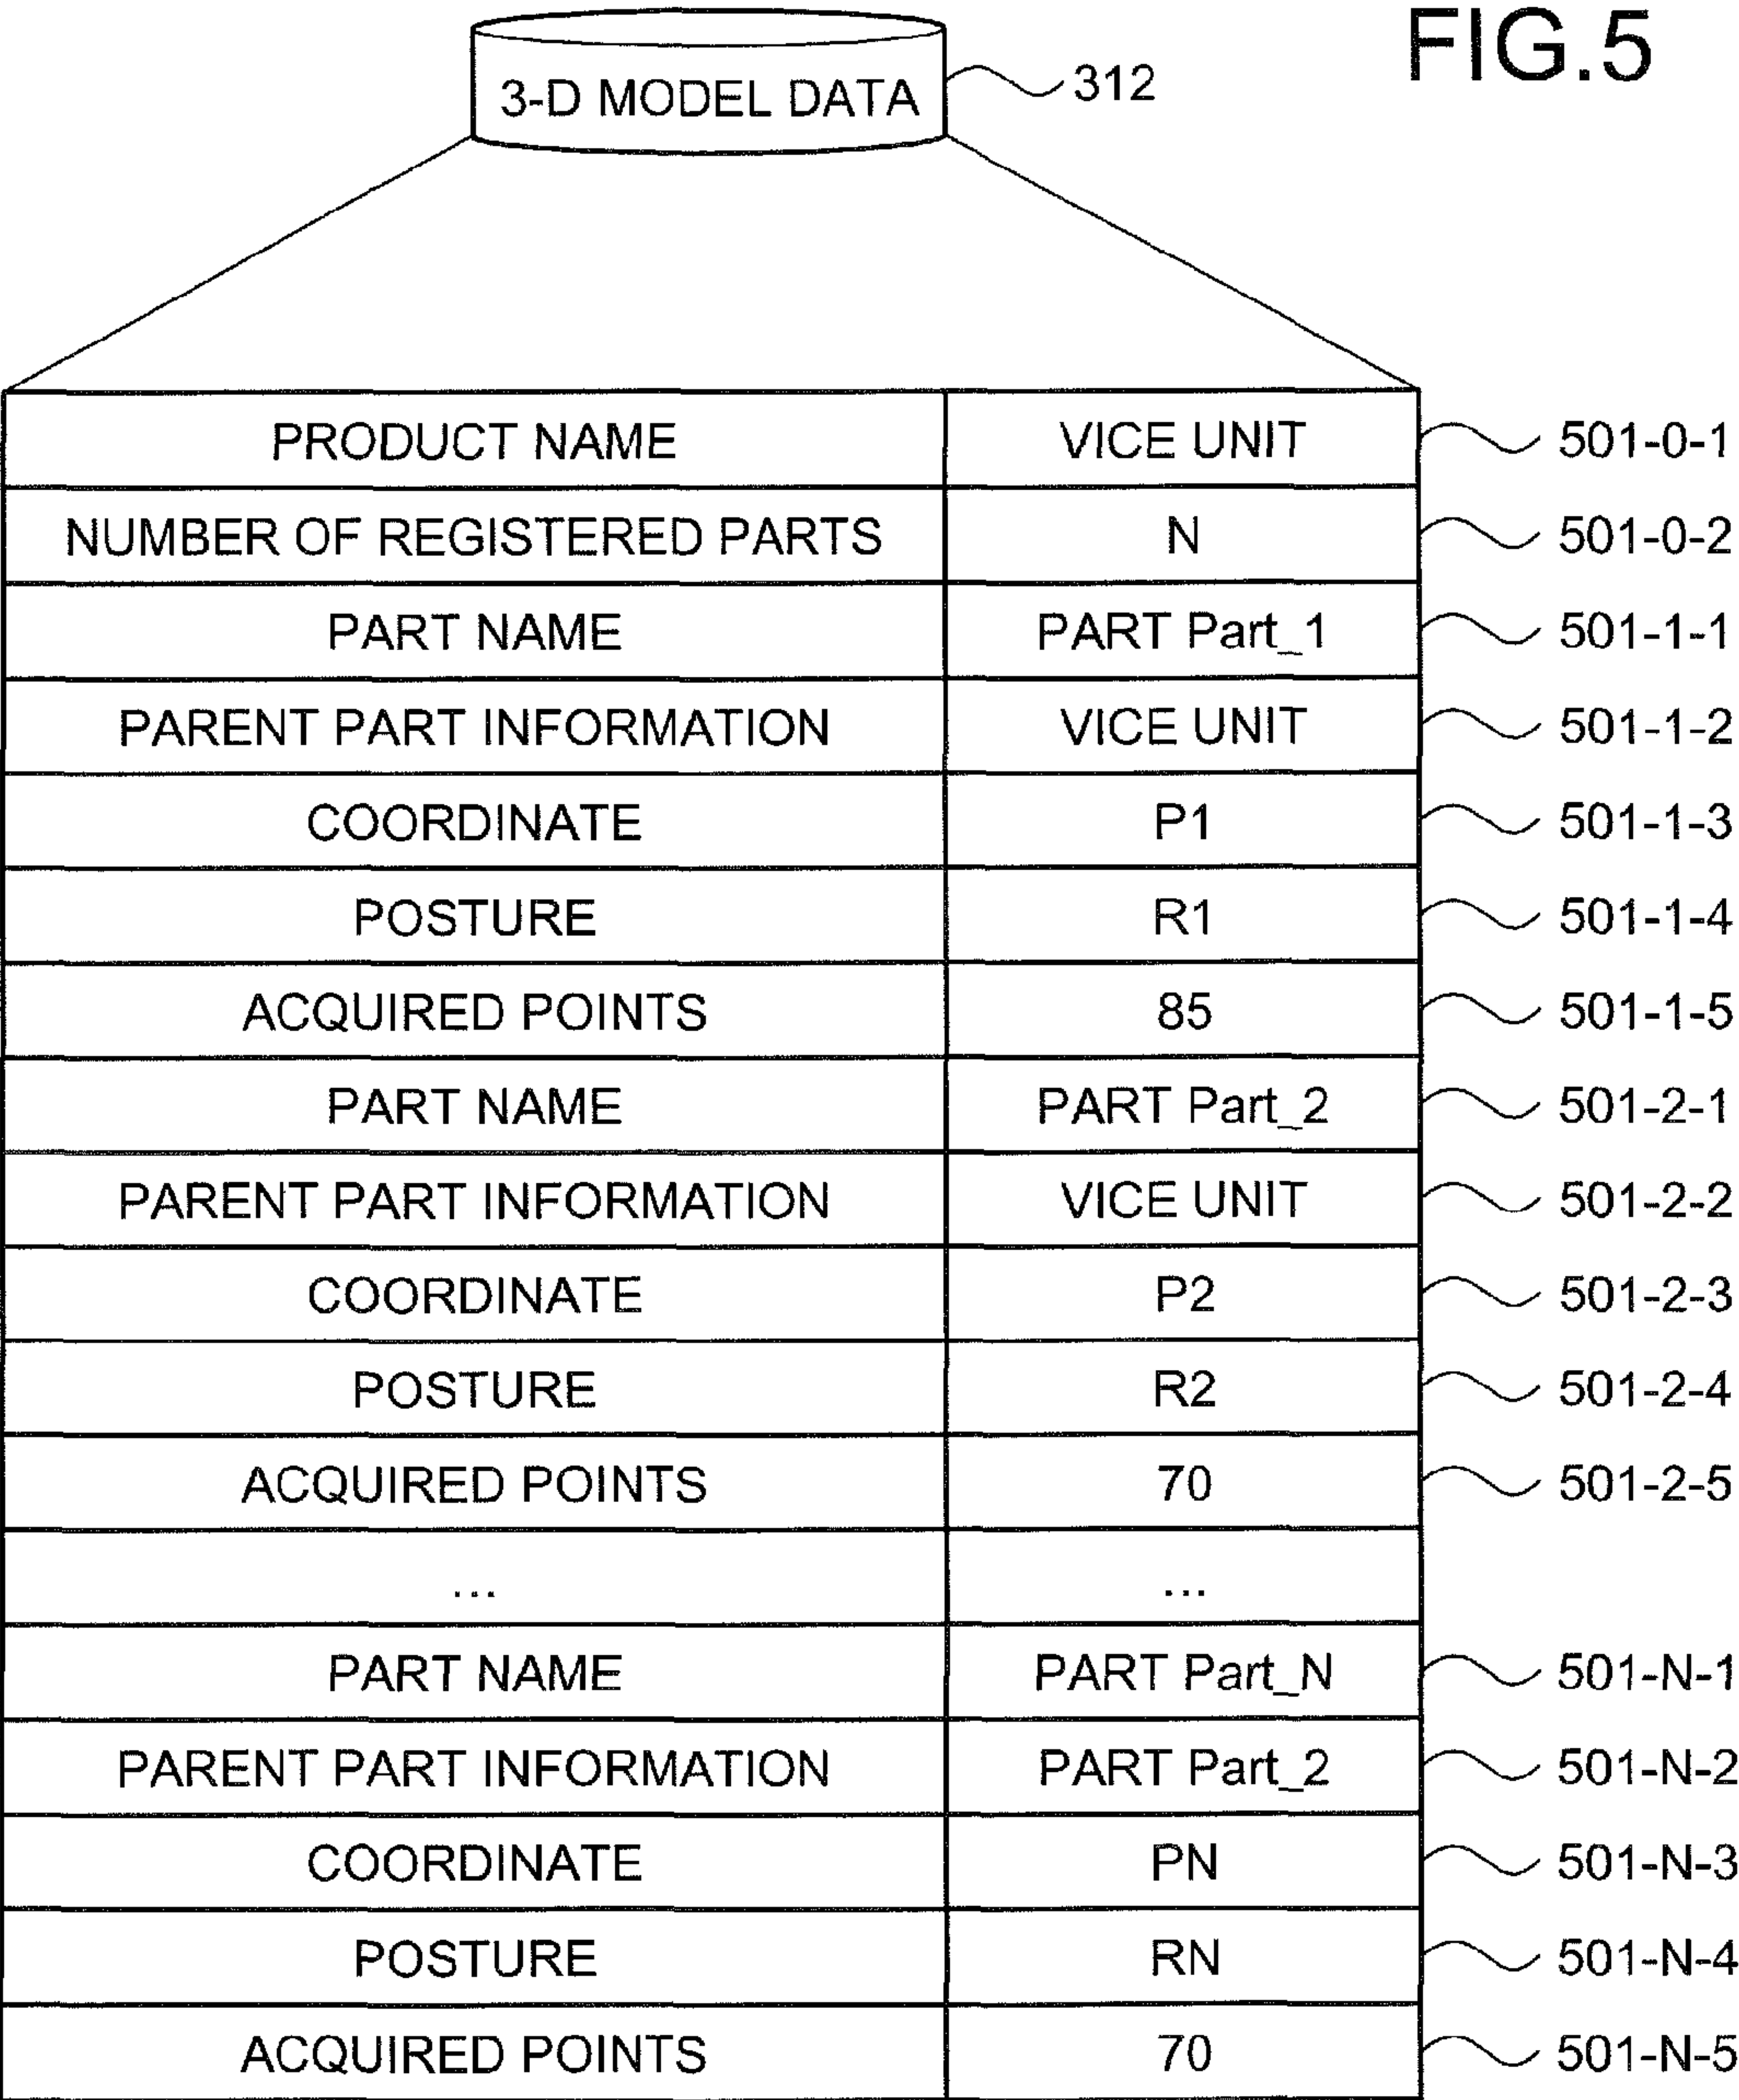 FIG.5
3-D MODEL DATA 312
PRODUCT NAME VICE UNIT 501-0-1
NUMBER OF REGISTERED PARTS N 501-0-2
PART NAME PART Part_1 501-1-1
PARENT PART INFORMATION VICE UNIT 501-1-2
COORDINATE P1 501-1-3
POSTURE R1 501-1-4
ACQUIRED POINTS 85 501-1-5
PART NAME PART Part_2 501-2-1
PARENT PART INFORMATION VICE UNIT 501-2-2
COORDINATE P2 501-2-3
POSTURE R2 501-2-4
ACQUIRED POINTS 70 501-2-5
... ...
PART NAME PART Part_N 501-N-1
PARENT PART INFORMATION PART Part_2 501-N-2
COORDINATE PN 501-N-3
POSTURE RN 501-N-4
ACQUIRED POINTS 70 501-N-5